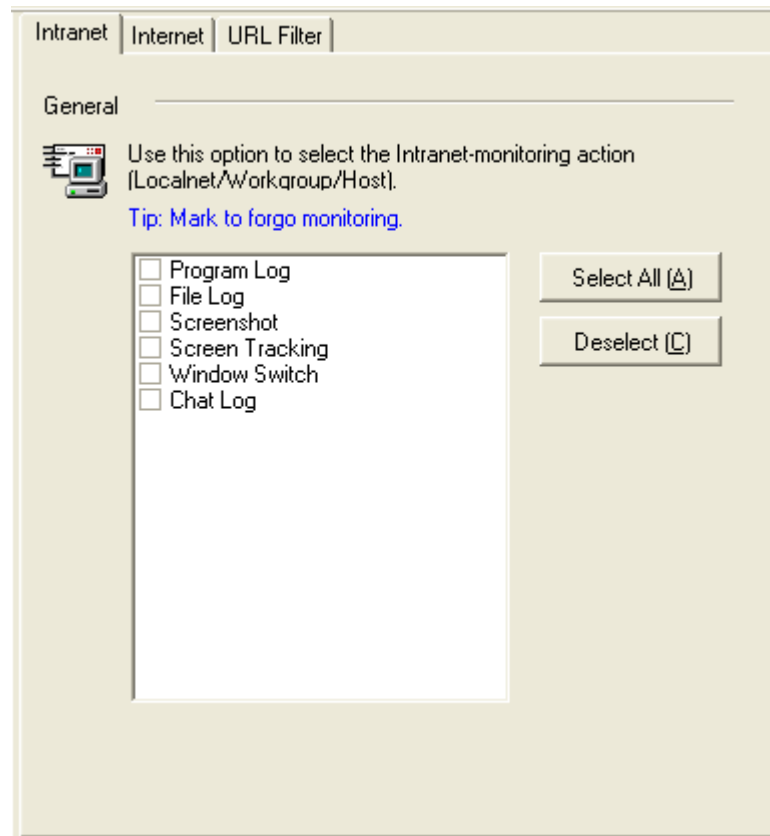 Intranet Internet URL Filter
General
Use this option to select the Intranet-monitoring action
(Localnet/Workgroup/Host).
Tip: Mark to forgo monitoring.
Program Log
File Log
Screenshot
Screen Tracking
Window Switch
Chat Log
Select All (A)
Deselect (C)